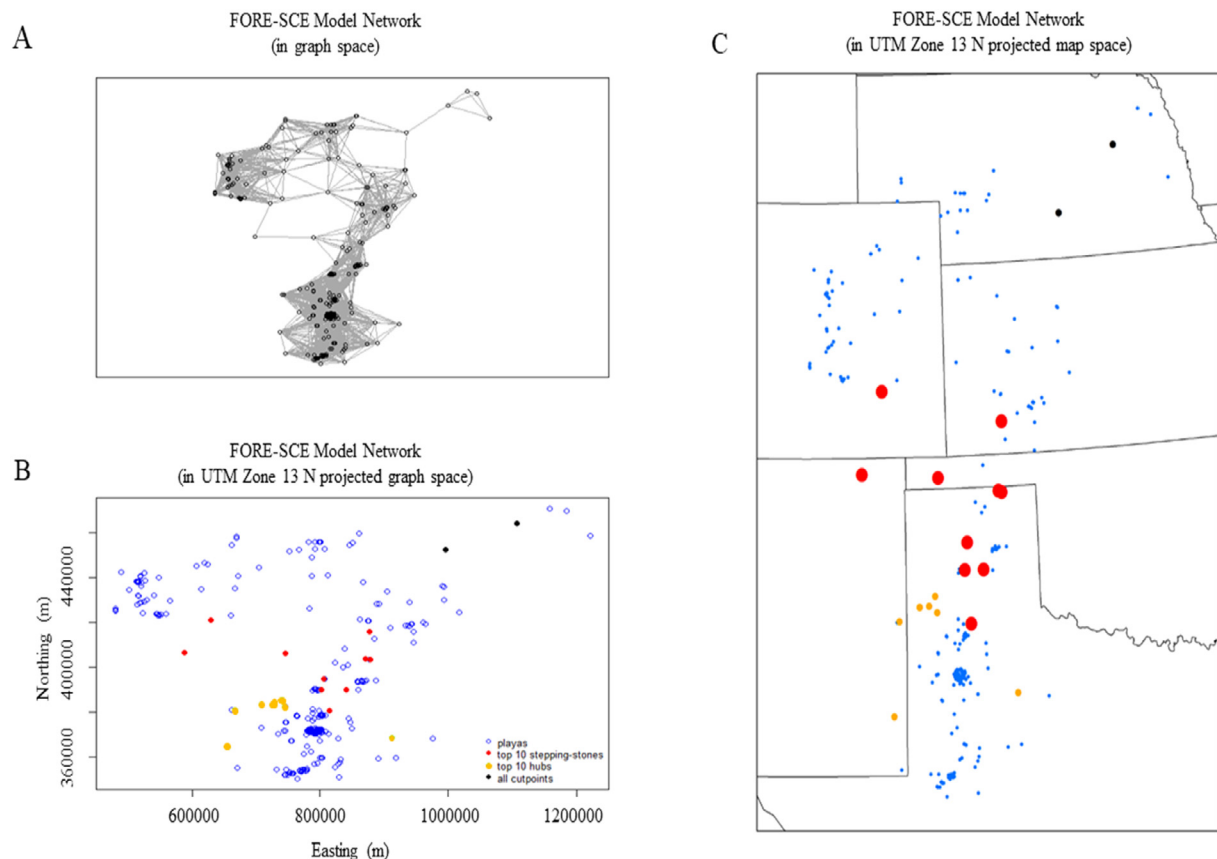 A
FORE-SCE Model Network
(in graph space)
B
FORE-SCE Model Network
(in UTM Zone 13 N projected graph space)
Northing (m)
440000
400000
360000
playas
top 10 stepping-stones
top 10 hubs
all cutpoints
600000 800000 1000000 1200000
Easting (m)
C
FORE-SCE Model Network
(in UTM Zone 13 N projected map space)